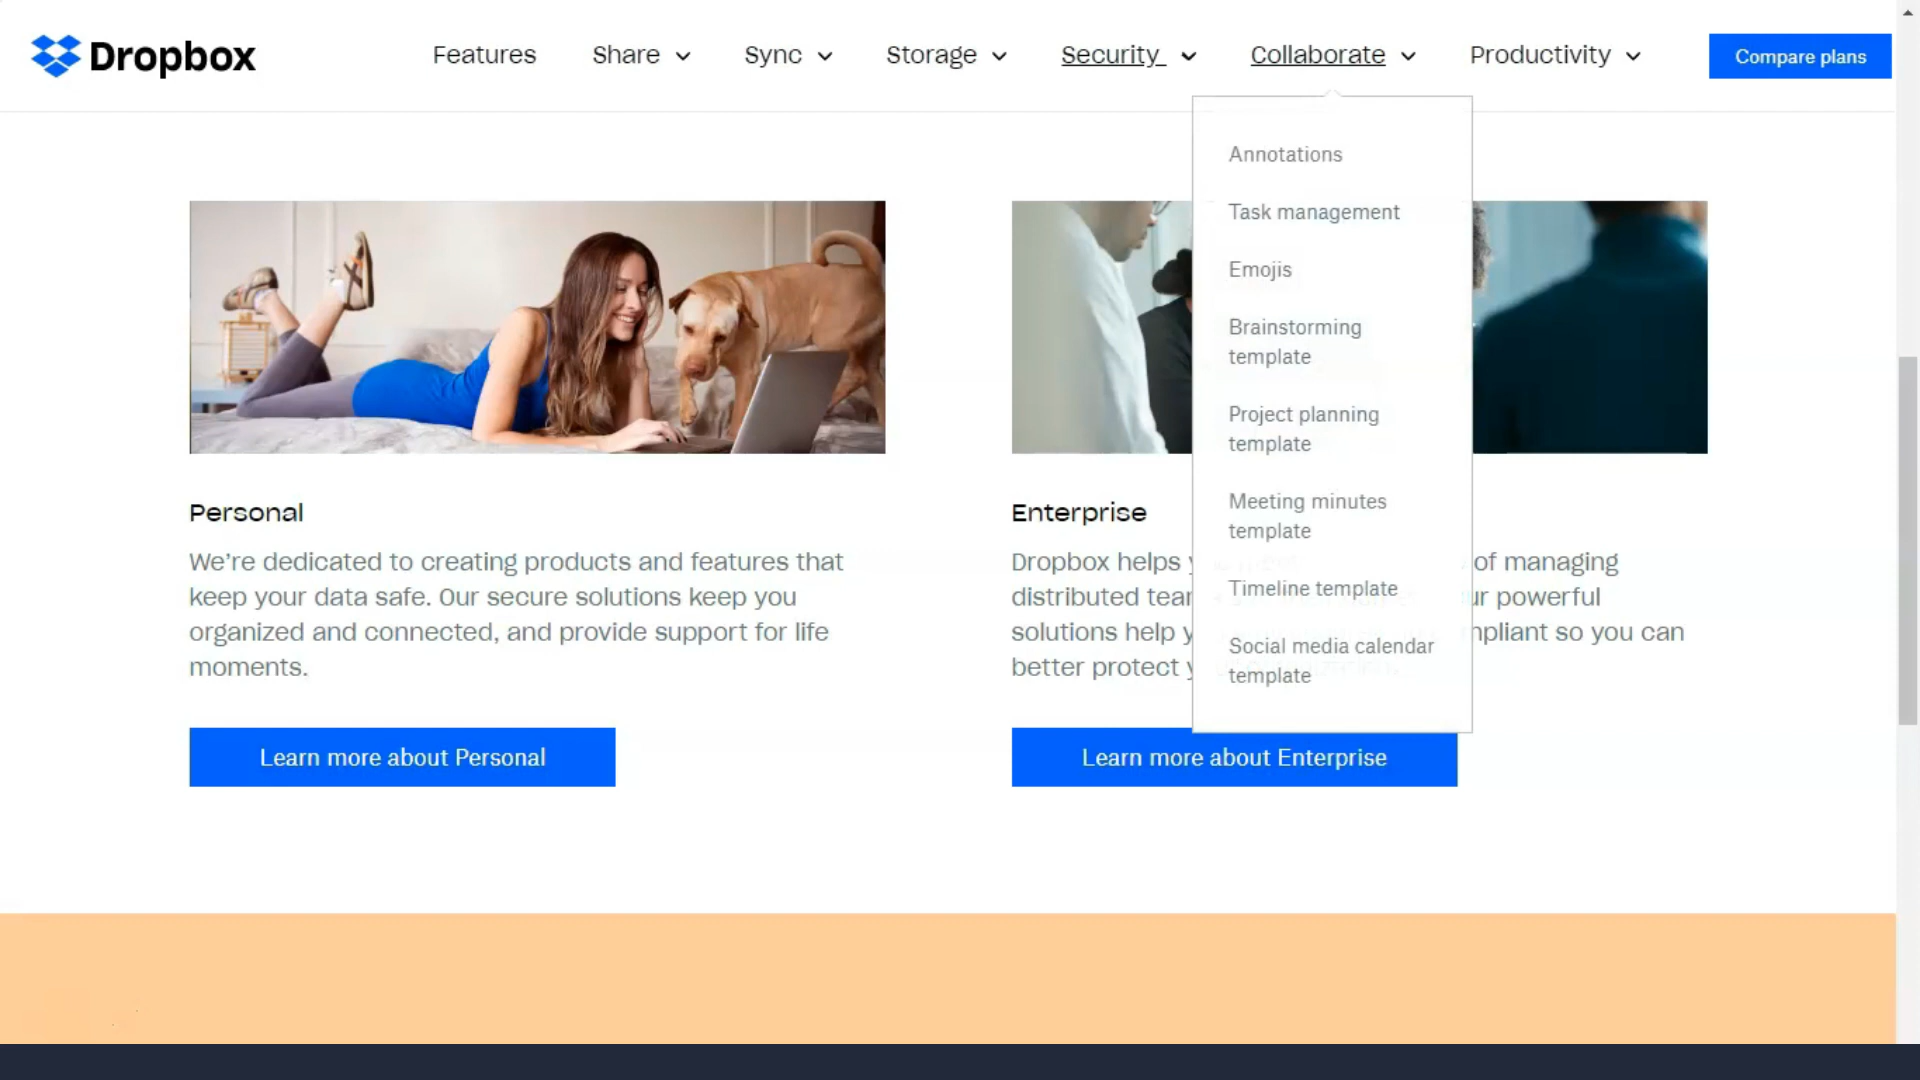 Dropbox
Features
Share
Sync
Storage
Security
Collaborate
Productivity
Compare plans
Annotations
Task management
Emojis
Brainstorming
template
Project planning
template
Meeting minutes
template
Timeline template
Social media calendar
template
Personal
We're dedicated to creating products and features that
keep your data safe. Our secure solutions keep you
organized and connected, and provide support for life
moments.
Learn more about Personal
Enterprise
Dropbox helps of managing
distributed powerful
solutions help so you can
better protect
Learn more about Enterprise